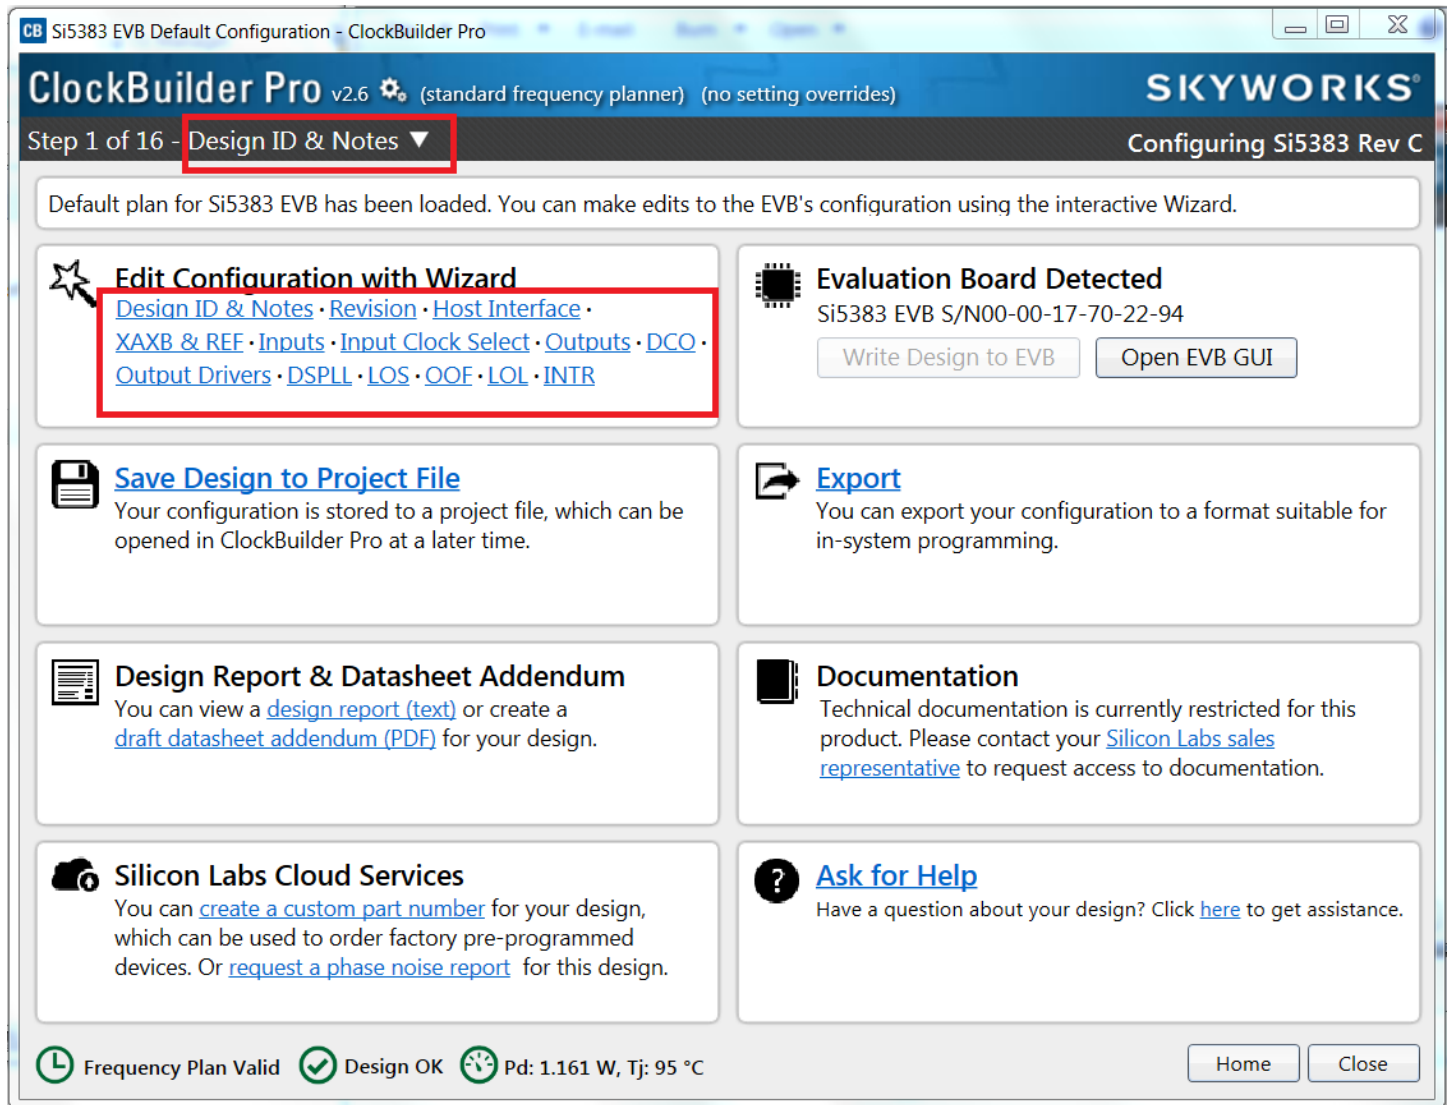 CB Si5383 EVB Default Configuration - ClockBuilder Pro
ClockBuilder Pro v2.6 (standard frequency planner) (no setting overrides)
SKYWORKS®
Step 1 of 16 - Design ID & Notes ▼
Configuring Si5383 Rev C
Default plan for Si5383 EVB has been loaded. You can make edits to the EVB's configuration using the interactive Wizard.
Edit Configuration with Wizard
Design ID & Notes · Revision · Host Interface ·
XAXB & REF · Inputs · Input Clock Select · Outputs · DCO ·
Output Drivers · DSPLL · LOS · OOF · LOL · INTR
Evaluation Board Detected
Si5383 EVB S/N00-00-17-70-22-94
Write Design to EVB
Open EVB GUI
Save Design to Project File
Your configuration is stored to a project file, which can be
opened in ClockBuilder Pro at a later time.
Export
You can export your configuration to a format suitable for
in-system programming.
Design Report & Datasheet Addendum
You can view a design report (text) or create a
draft datasheet addendum (PDF) for your design.
Documentation
Technical documentation is currently restricted for this
product. Please contact your Silicon Labs sales
representative to request access to documentation.
Silicon Labs Cloud Services
You can create a custom part number for your design,
which can be used to order factory pre-programmed
devices. Or request a phase noise report for this design.
Ask for Help
Have a question about your design? Click here to get assistance.
Frequency Plan Valid
Design OK
Pd: 1.161 W, Tj: 95 °C
Home
Close